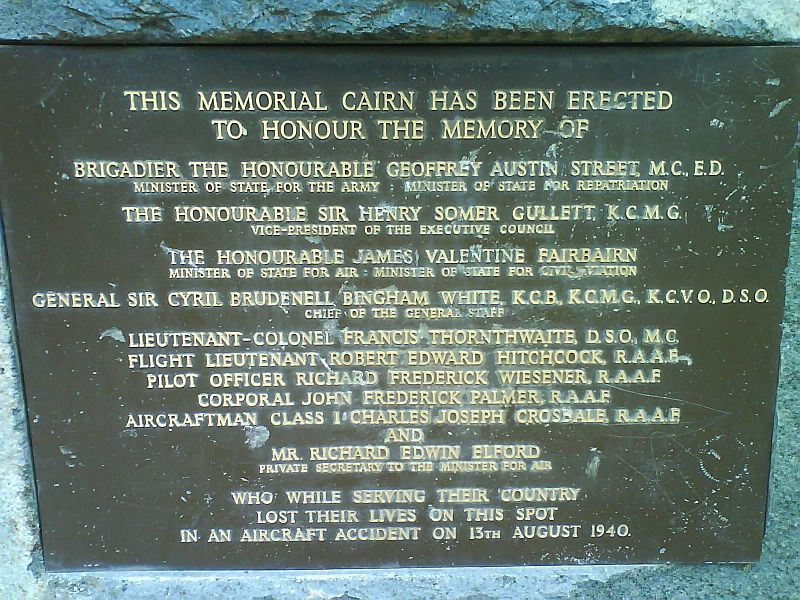 THIS MEMORIAL CAIRN HAS BEEN ERECTED
TO HONOUR THE MEMORY OF
BRIGADIER THE HONOURABLE GEOFFREY AUSTIN STREET, M.C., E.D.
MINISTER OF STATE FOR THE ARMY : MINISTER OF STATE FOR REPATRIATION
THE HONOURABLE SIR HENRY SOMER GULLETT, K.C.M.G.
VICE-PRESIDENT OF THE EXECUTIVE COUNCIL
THE HONOURABLE JAMES VALENTINE FAIRBAIRN
MINISTER OF STATE FOR AIR : MINISTER OF STATE FOR CIVIL AVIATION
GENERAL SIR CYRIL BRUDENELL BINGHAM WHITE, K.C.B., K.C.M.G., K.C.V.O., D.S.O.
CHIEF OF THE GENERAL STAFF
LIEUTENANT-COLONEL FRANCIS THORNTHWAITE, D.S.O., M.C.
FLIGHT LIEUTENANT ROBERT EDWARD HITCHCOCK, R.A.A.F.
PILOT OFFICER RICHARD FREDERICK WIESENER, R.A.A.F.
CORPORAL JOHN FREDERICK PALMER, R.A.A.F.
AIRCRAFTMAN CLASS 1 CHARLES JOSEPH CROSDALE, R.A.A.F.
AND
MR. RICHARD EDWIN ELFORD
PRIVATE SECRETARY TO THE MINISTER FOR AIR
WHO WHILE SERVING THEIR COUNTRY
LOST THEIR LIVES ON THIS SPOT
IN AN AIRCRAFT ACCIDENT ON 13TH AUGUST 1940.